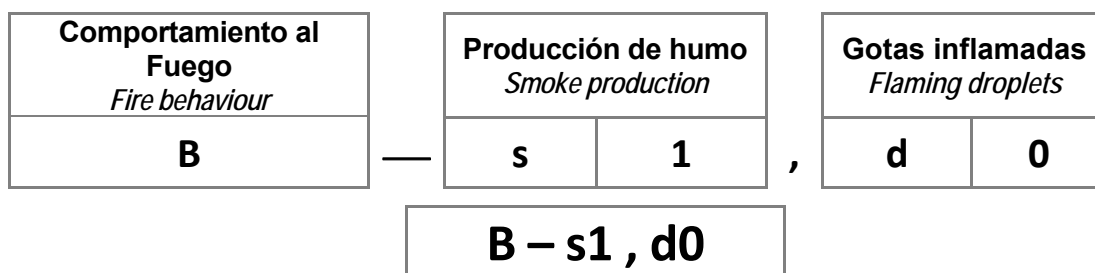 Comportamiento al
Fuego
Fire behaviour
Producción de humo
Smoke production
Gotas inflamadas
Flaming droplets
B — s 1 , d 0
B – s1 , d0